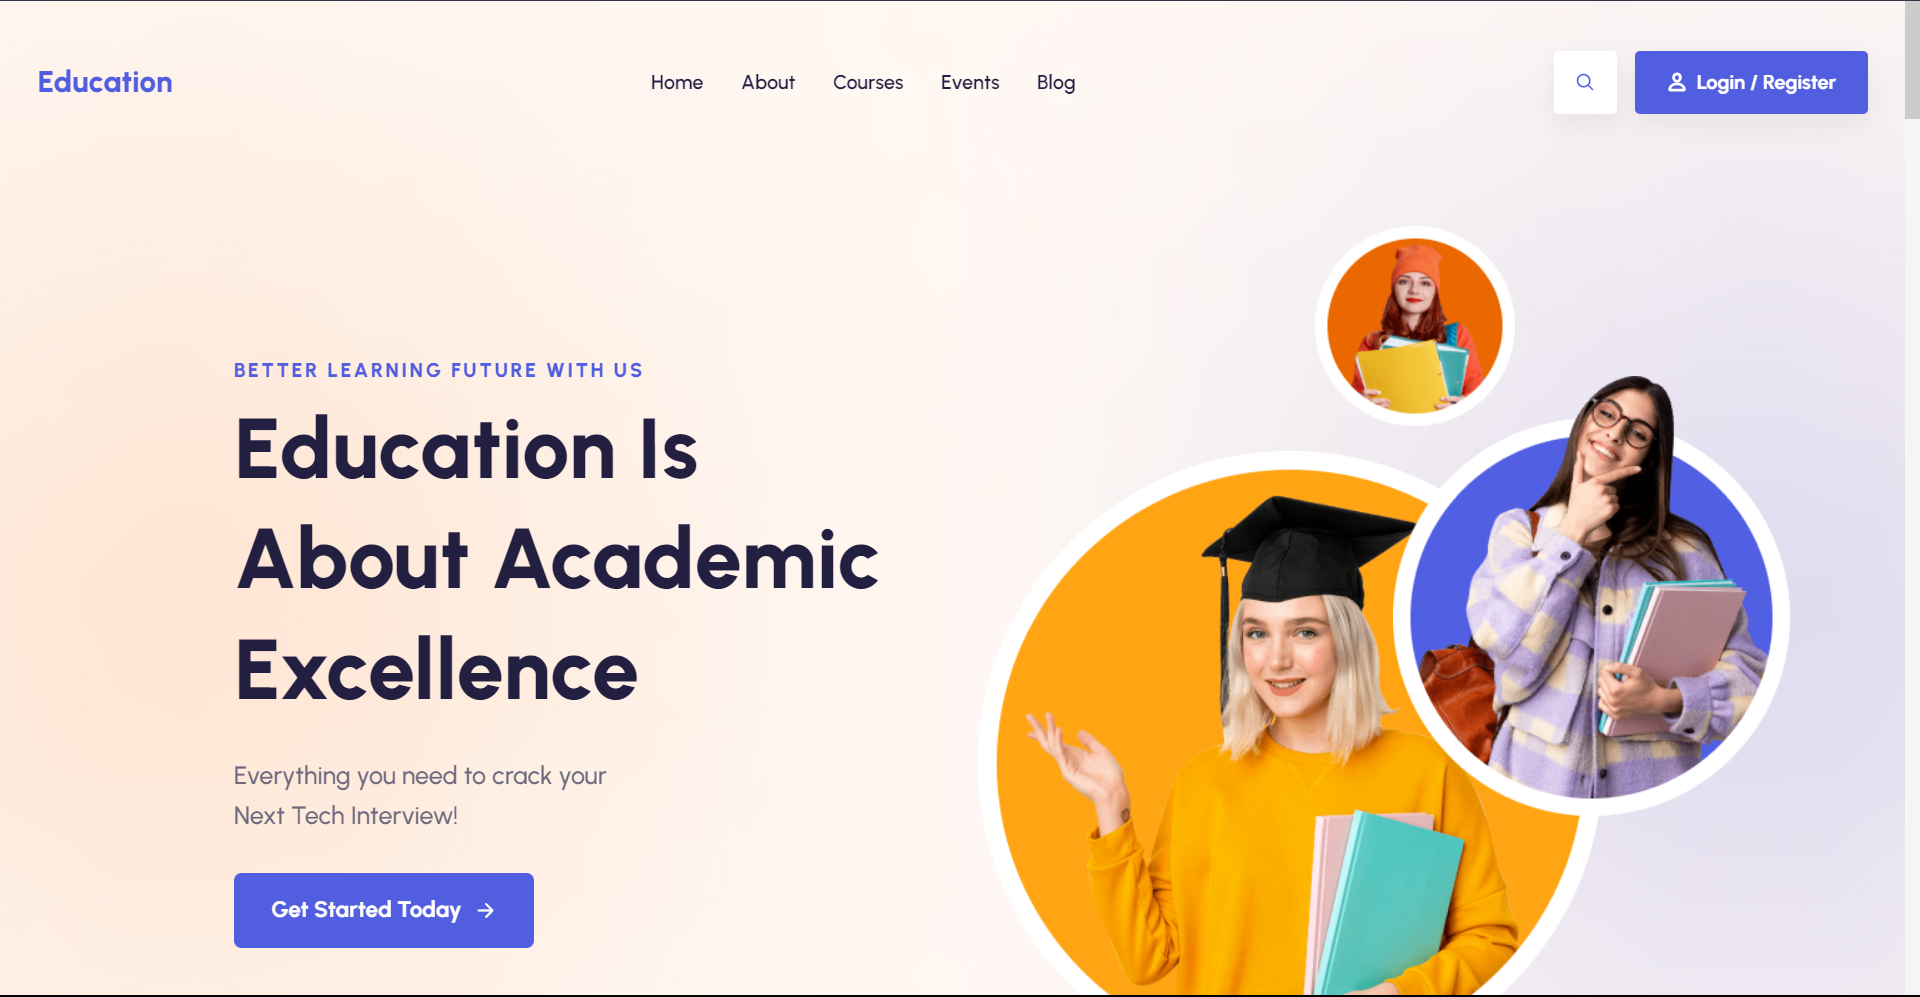 Education
Home About Courses Events Blog
Login / Register
BETTER LEARNING FUTURE WITH US
Education Is
About Academic
Excellence
Everything you need to crack your
Next Tech Interview!
Get Started Today